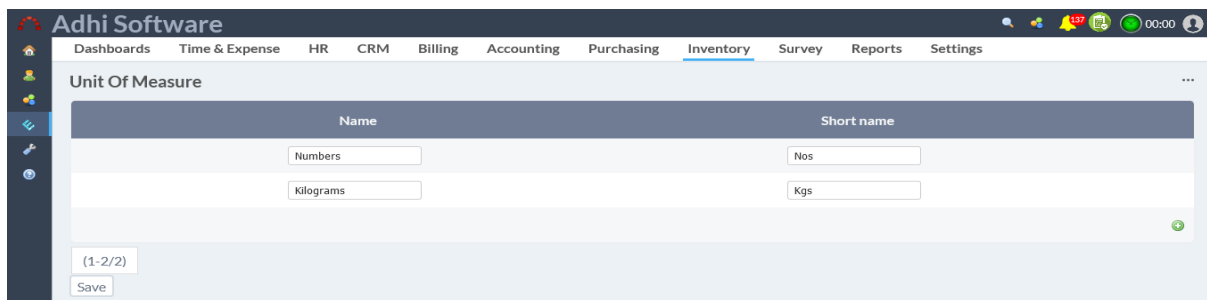 Adhi Software
137
00:00
Dashboards Time & Expense HR CRM Billing Accounting Purchasing Inventory Survey Reports Settings
Unit Of Measure
...
Name Short name
Numbers Nos
Kilograms Kgs
(1-2/2)
Save